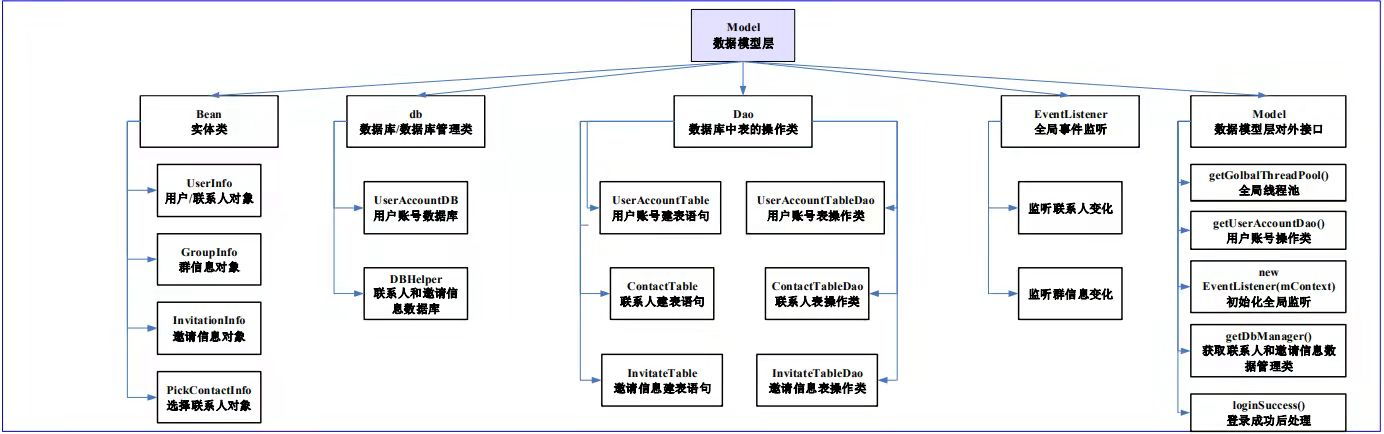 Model
数据模型层
Bean
实体类
db
数据库/数据库管理类
Dao
数据库中表的操作类
EventListener
全局事件监听
Model
数据模型层对外接口
UserInfo
用户/联系人对象
GroupInfo
群信息对象
InvitationInfo
邀请信息对象
PickContactInfo
选择联系人对象
UserAccountDB
用户账号数据库
DBHelper
联系人和邀请信
息数据库
UserAccountTable
用户账号建表语句
UserAccountTableDao
用户账号表操作类
ContactTable
联系人建表语句
ContactTableDao
联系人表操作类
InvitateTable
邀请信息建表语句
InvitateTableDao
邀请信息表操作类
监听联系人变化
监听群信息变化
getGolbalThreadPool()
全局线程池
getUserAccountDao()
用户账号操作类
new
EventListener(mContext)
初始化全局监听
getDbManager()
获取联系人和邀请信息数
据管理类
loginSuccess()
登录成功后处理